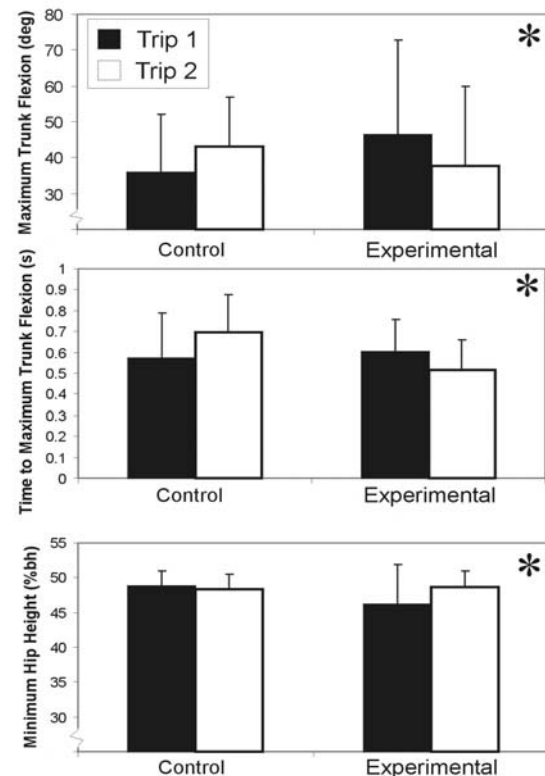 Maximum Trunk Flexion (deg)
80
70
60
50
40
30
Trip 1
Trip 2
*
Control
Experimental
Time to Maximum Trunk Flexion (s)
1
0.9
0.8
0.7
0.6
0.5
0.4
0.3
0.2
0.1
0
*
Control
Experimental
Minimum Hip Height (%bh)
55
50
45
40
35
30
*
Control
Experimental